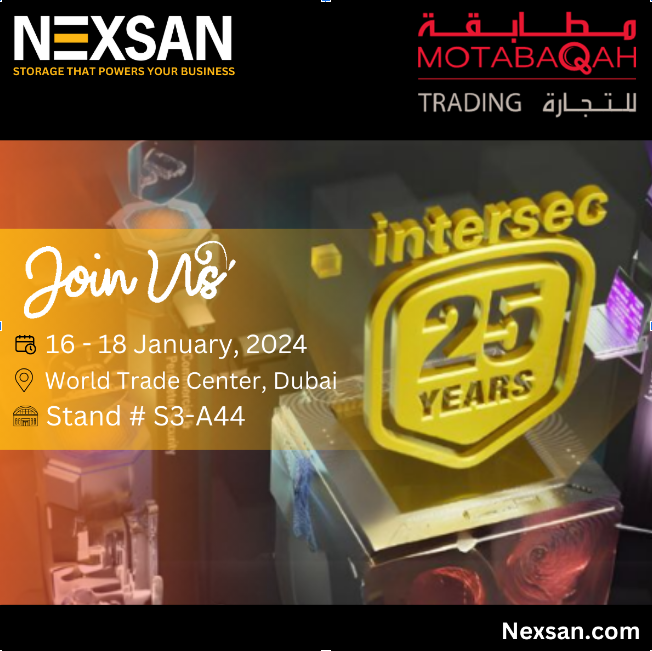 NEXSAN
STORAGE THAT POWERS YOUR BUSINESS
مطابقة
MOTABAQAH
TRADING للتجارة
intersec
25
YEARS
Join Us
16 - 18 January, 2024
World Trade Center, Dubai
Stand # S3-A44
Nexsan.com